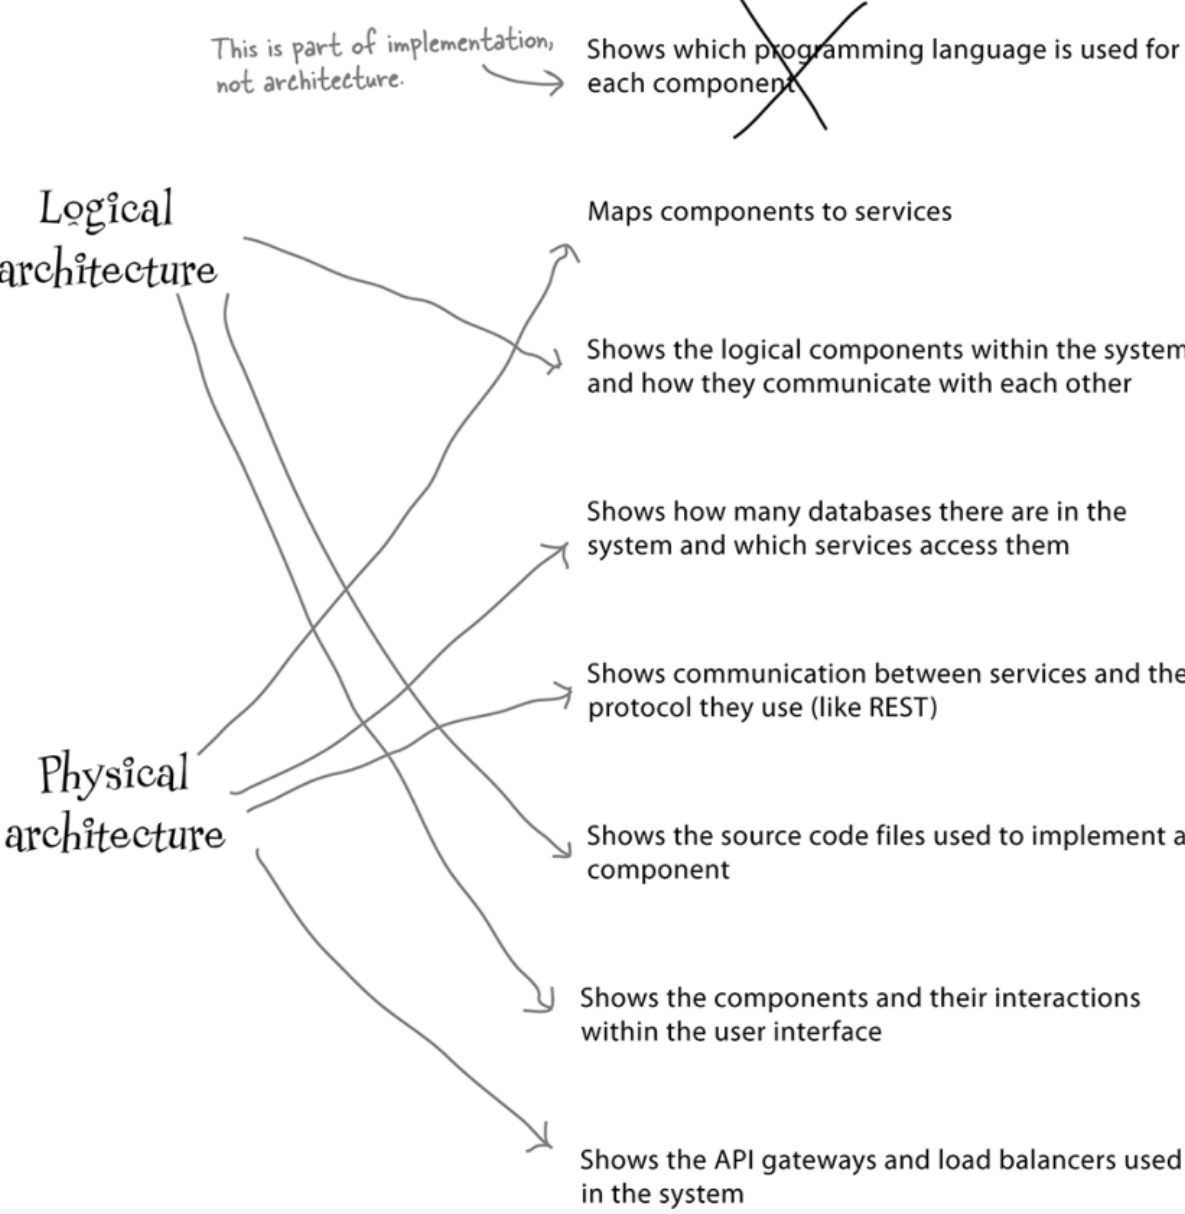 This is part of implementation,
not architecture.
Shows which programming language is used for
each component
Logical
architecture
Maps components to services
Shows the logical components within the system
and how they communicate with each other
Shows how many databases there are in the
system and which services access them
Shows communication between services and the
protocol they use (like REST)
Physical
architecture
Shows the source code files used to implement a
component
Shows the components and their interactions
within the user interface
Shows the API gateways and load balancers used
in the system